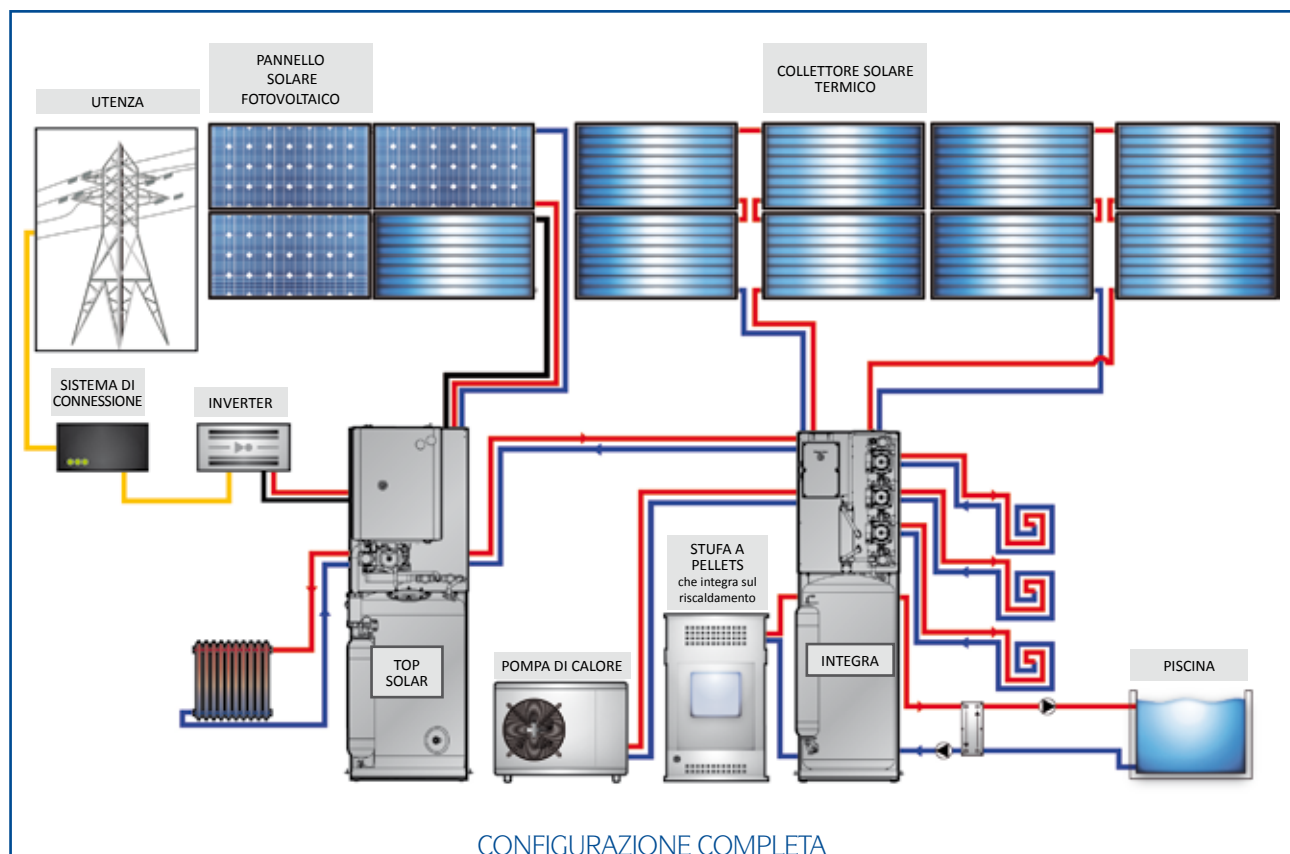 UTENZA
PANNELLO
SOLARE
FOTOVOLTAICO
COLLETTORE SOLARE
TERMICO
SISTEMA DI
CONNESSIONE
INVERTER
STUFA A
PELLETS
che integra sul
riscaldamento
TOP
SOLAR
POMPA DI CALORE
INTEGRA
PISCINA
CONFIGURAZIONE COMPLETA